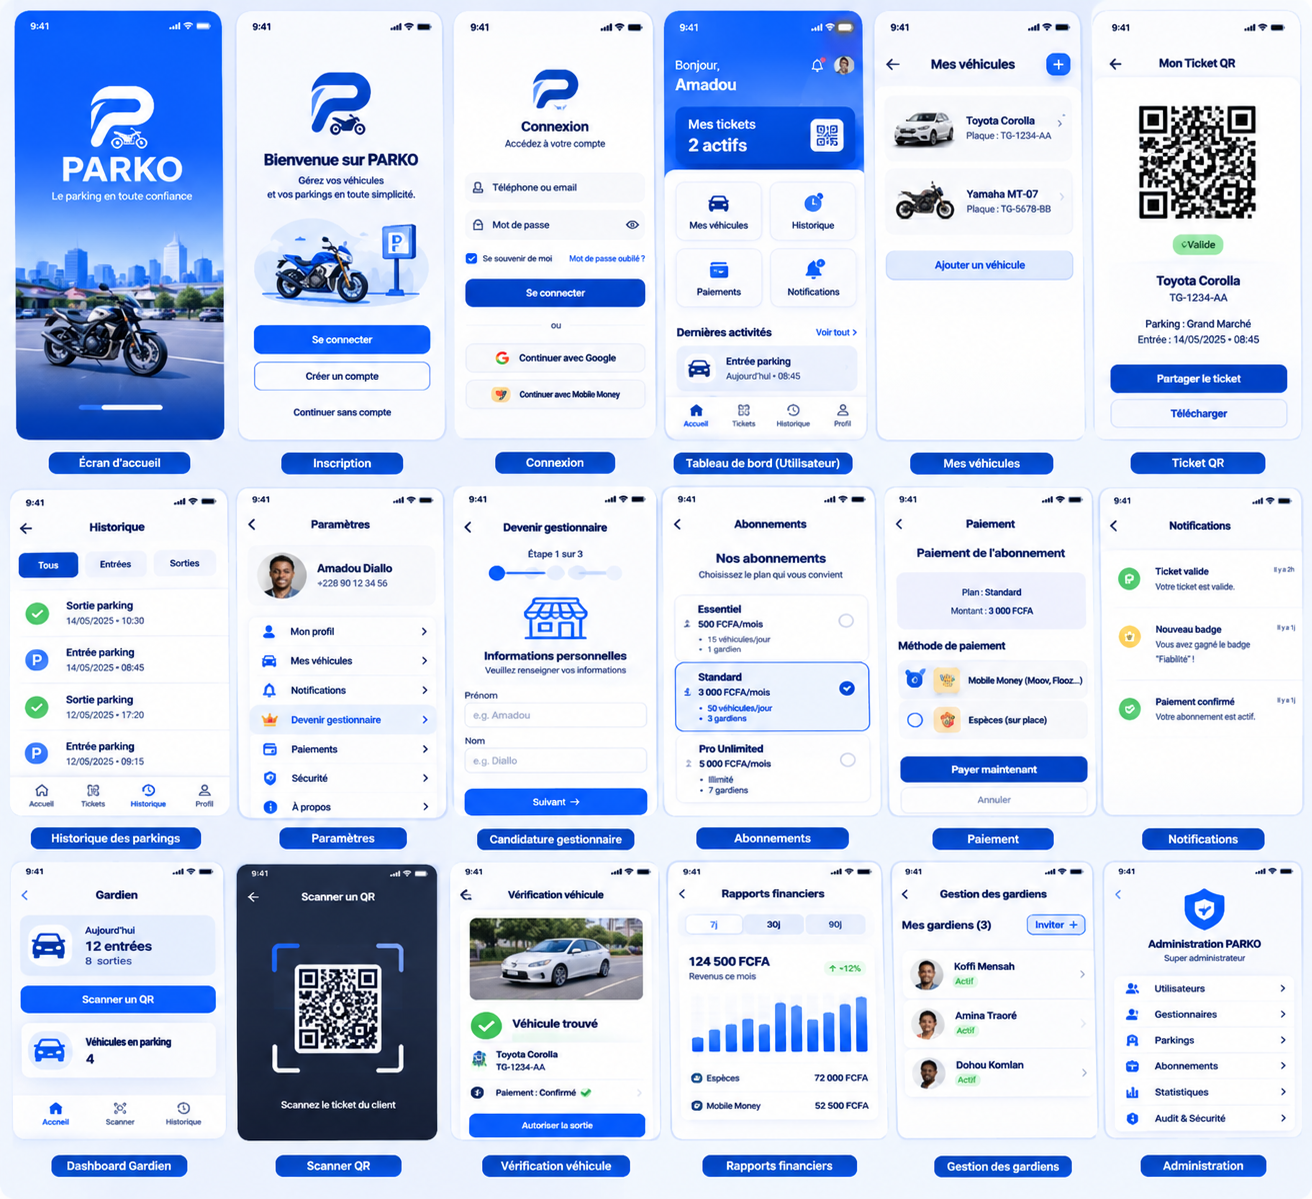 9:41
PARKO
Le parking en toute confiance
Écran d'accueil
9:41
Bienvenue sur PARKO
Gérez vos véhicules
et vos parkings en toute simplicité.
P
Se connecter
Créer un compte
Continuer sans compte
Inscription
9:41
Connexion
Accédez à votre compte
Téléphone ou email
Mot de passe
Se souvenir de moi
Mot de passe oubilé ?
Se connecter
ou
Continuer avec Google
Continuer avec Mobile Money
Connexion
9:41
Bonjour,
Amadou
Mes tickets
2 actifs
Mes véhicules
Historique
Paiements
Notifications
Dernières activités
Voir tout
Entrée parking
Aujourd'hui • 08:45
Accueil
Tickets
Historique
Profil
Tableau de bord (Utilisateur)
9:41
Mes véhicules
Toyota Corolla
Plaque : TG-1234-AA
Yamaha MT-07
Plaque : TG-5678-BB
Ajouter un véhicule
Mes véhicules
9:41
Mon Ticket QR
Valide
Toyota Corolla
TG-1234-AA
Parking : Grand Marché
Entrée : 14/05/2025 • 08:45
Partager le ticket
Télécharger
Ticket QR
9:41
Historique
Tous
Entrées
Sorties
Sortie parking
14/05/2025 • 10:30
P
Entrée parking
14/05/2025 • 08:45
Sortie parking
12/05/2025 • 17:20
P
Entrée parking
12/05/2025 • 09:15
Accueil
Tickets
Historique
Profil
Historique des parkings
9:41
Paramètres
Amadou Diallo
+228 90 12 34 56
Mon profil
Mes véhicules
Notifications
Devenir gestionnaire
Paiements
Sécurité
À propos
Paramètres
9:41
Devenir gestionnaire
Étape 1 sur 3
Informations personnelles
Veuillez renseigner vos informations
Prénom
e.g. Amadou
Nom
e.g. Diallo
Suivant →
Candidature gestionnaire
9:41
Abonnements
Nos abonnements
Choisissez le plan qui vous convient
Essentiel
500 FCFA/mois
• 15 véhicules/jour
• 1 gardien
Standard
3 000 FCFA/mois
• 50 véhicules/jour
• 3 gardiens
Pro Unlimited
5 000 FCFA/mois
• Illimité
• 7 gardiens
Abonnements
9:41
Paiement
Paiement de l'abonnement
Plan : Standard
Montant : 3 000 FCFA
Méthode de paiement
Mobile Money (Moov, Flooz...)
Espèces (sur place)
Payer maintenant
Annuler
Paiement
9:41
Notifications
Ticket valide
Il y a 2h
Votre ticket est valide.
Nouveau badge
Il y a 1j
Vous avez gagné le badge
"Fiabilité" !
Paiement confirmé
Il y a 1j
Votre abonnement est actif.
Notifications
9:41
Gardien
Aujourd'hui
12 entrées
8 sorties
Scanner un QR
Véhicules en parking
4
Accneil
Scanner
Historique
Dashboard Gardien
9:41
Scanner un QR
Scannez le ticket du client
Scanner QR
9:41
Vérification véhicule
Véhicule trouvé
Toyota Corolla
TG-1234-AA
Paiement : Confirmé
Autoriser la sortie
Vérification véhicule
9:41
Rapports financiers
7j
30j
90j
124 500 FCFA
Revenus ce mois
↑ -12%
Espèces
72 000 FCFA
Mobile Money
52 500 FCFA
Rapports financiers
9:41
Gestion des gardiens
Mes gardiens (3)
Inviter +
Koffi Mensah
Actif
Amina Traoré
Actif
Dohou Komlan
Actif
Gestion des gardiens
9:41
Administration PARKO
Super administrateur
Utilisateurs
Gestionnaires
Parkings
Abonnements
Statistiques
Audit & Sécurité
Administration